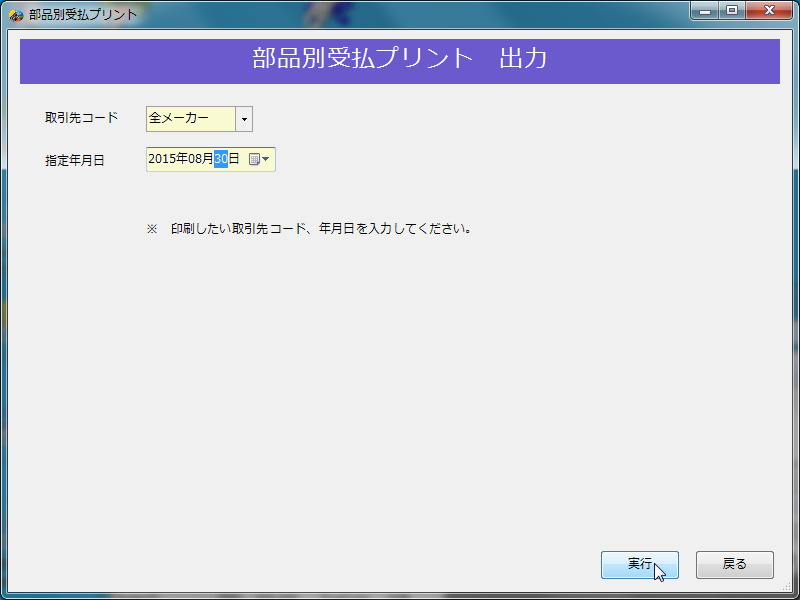 部品別受払プリント
部品別受払プリント　出力
取引先コード 全メーカー
指定年月日 2015年08月30日
※　印刷したい取引先コード、年月日を入力してください。
実行 戻る